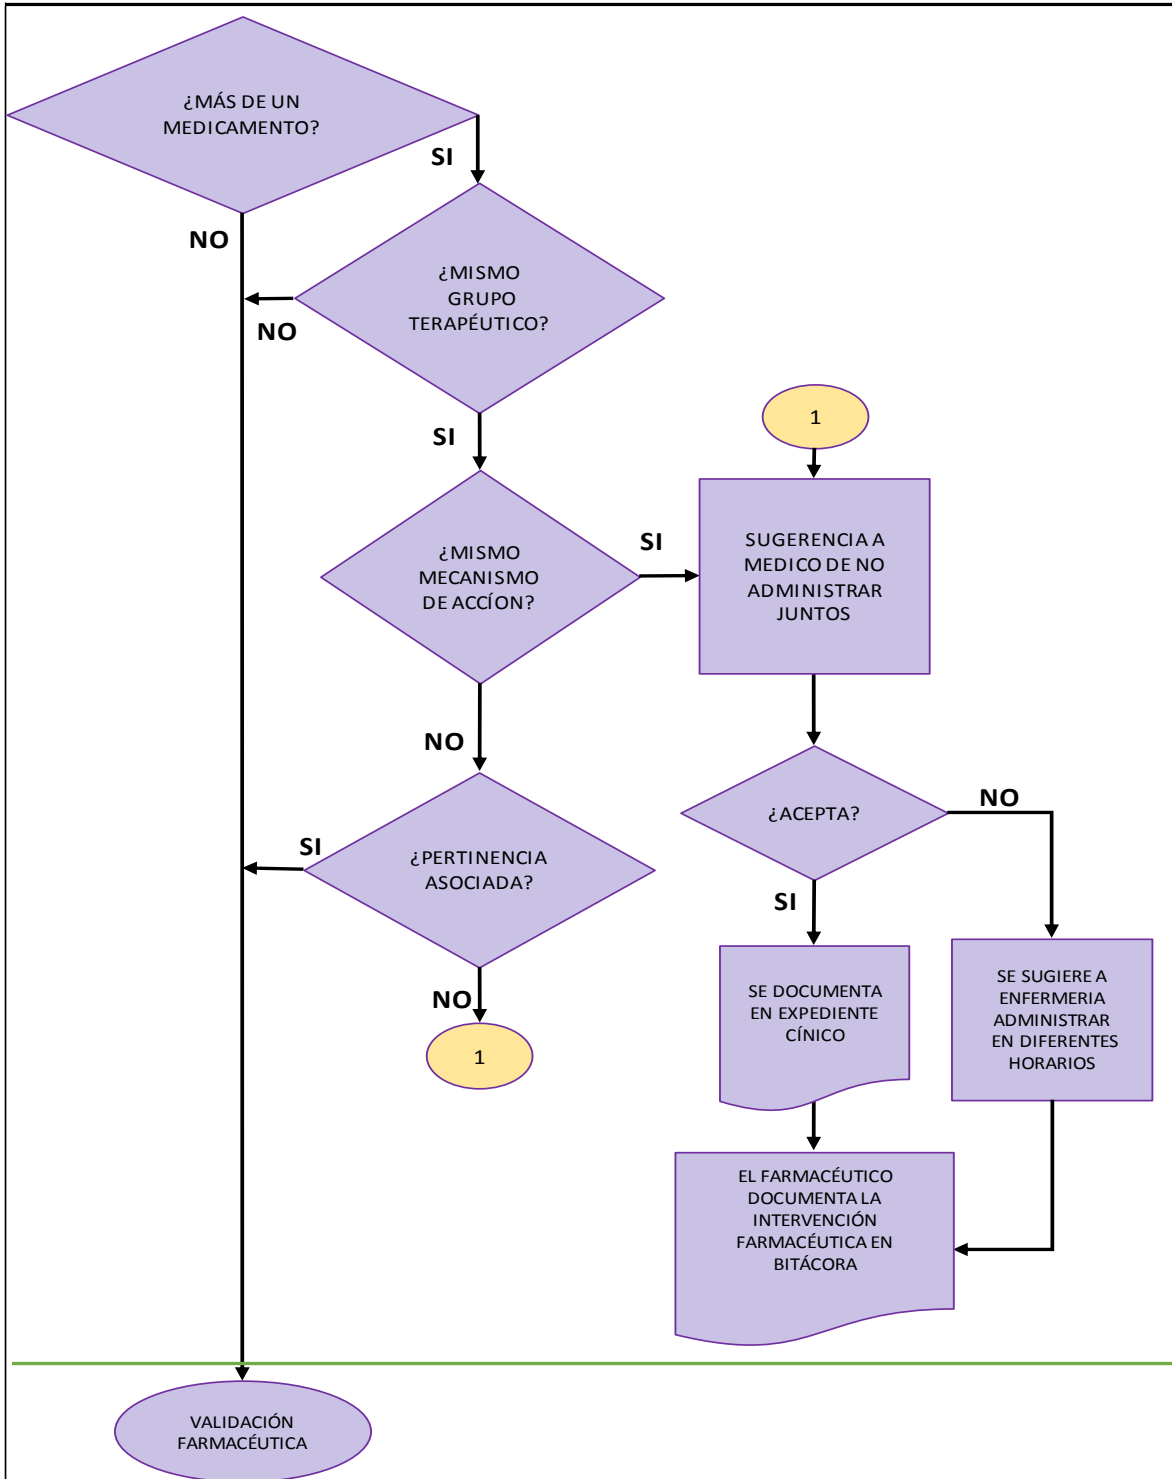 ¿MÁS DE UN
MEDICAMENTO?
SI
NO
¿MISMO
GRUPO
TERAPÉUTICO?
NO
SI
1
¿MISMO
MECANISMO
DE ACCÍON?
SI
SUGERENCIA A
MEDICO DE NO
ADMINISTRAR
JUNTOS
NO
¿PERTINENCIA
ASOCIADA?
SI
NO
1
¿ACEPTA?
NO
SI
SE DOCUMENTA
EN EXPEDIENTE
CÍNICO
SE SUGIERE A
ENFERMERIA
ADMINISTRAR
EN DIFERENTES
HORARIOS
EL FARMACÉUTICO
DOCUMENTA LA
INTERVENCIÓN
FARMACÉUTICA EN
BITÁCORA
VALIDACIÓN
FARMACÉUTICA